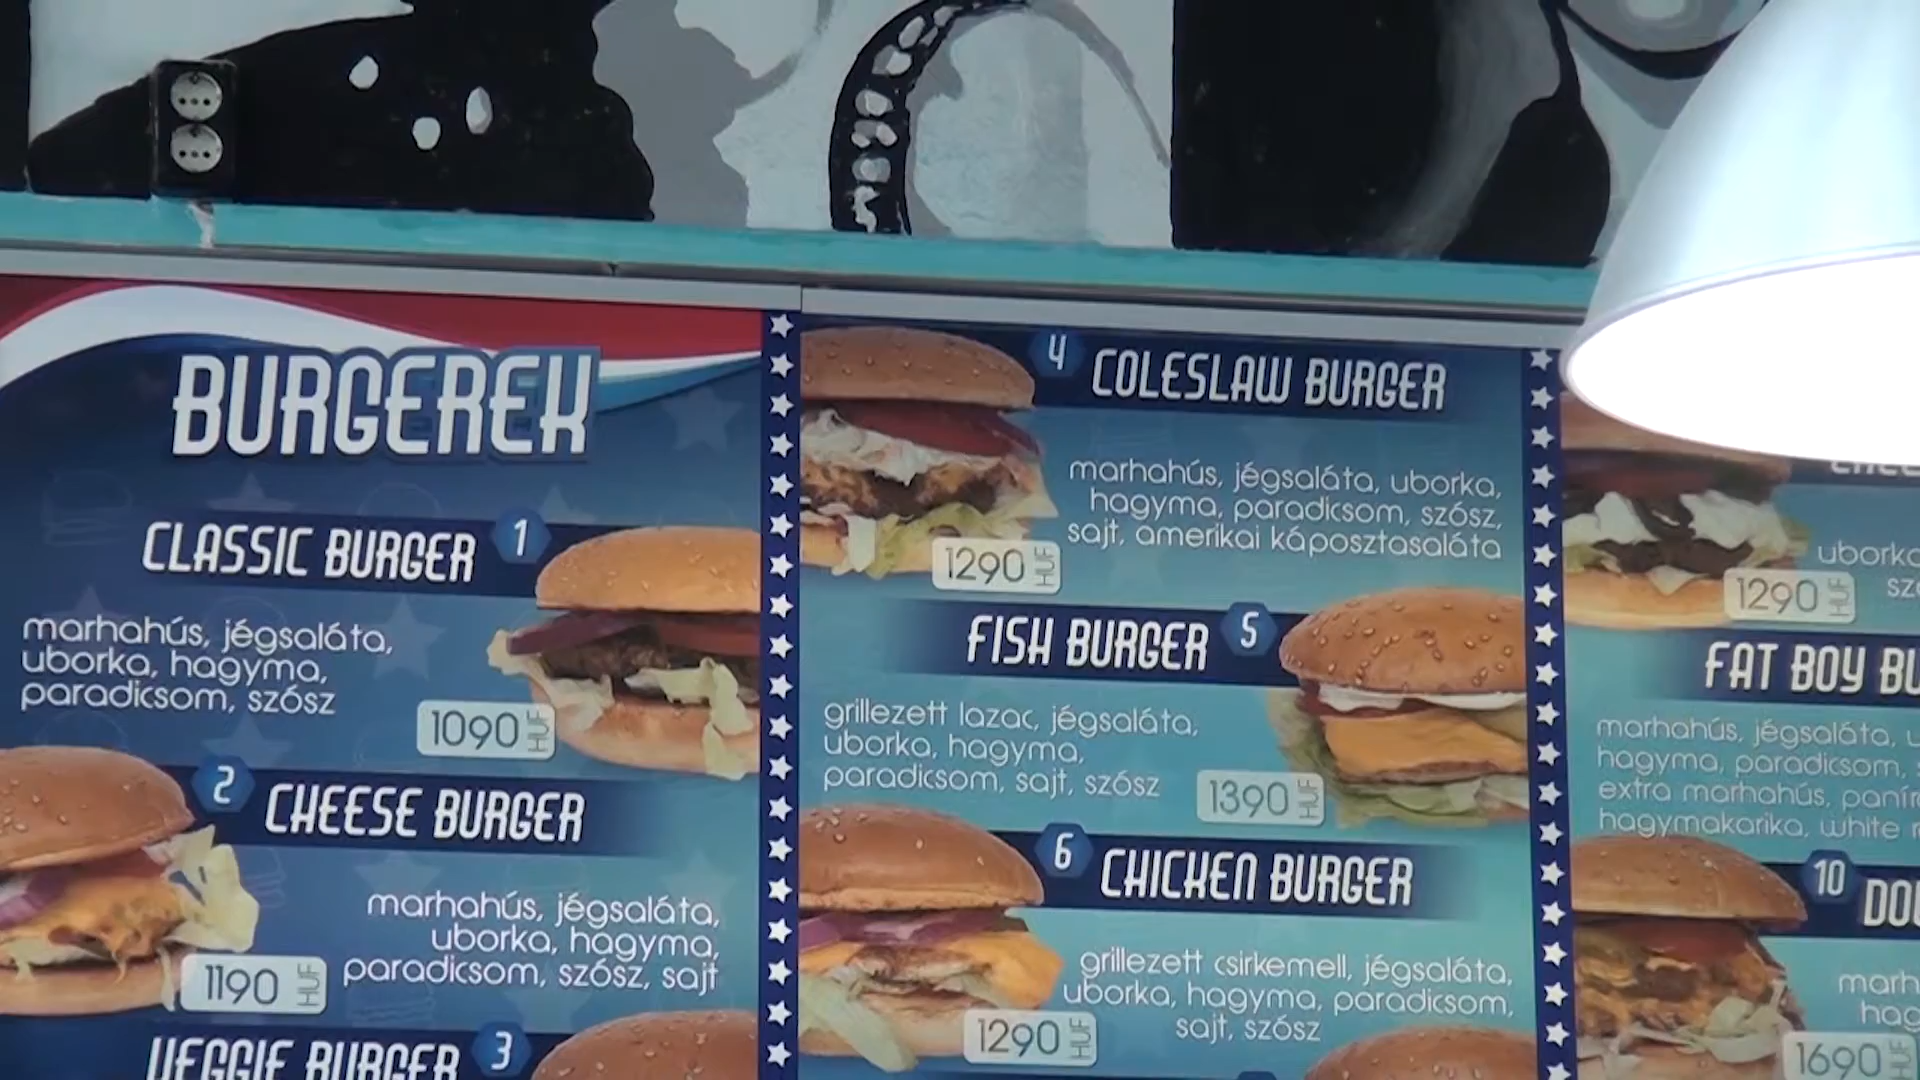 BURGEREK
CLASSIC BURGER 1
marhahús, jégsaláta,
uborka, hagyma,
paradicsom, szósz
1090 HUF
2 CHEESE BURGER
marhahús, jégsaláta,
uborka, hagyma,
paradicsom, szósz, sajt
1190 HUF
VEGGIE BURGER 3
4 COLESLAW BURGER
marhahús, jégsaláta, uborka,
hagyma, paradicsom, szósz,
sajt, amerikai káposztasaláta
1290 HUF
FISH BURGER 5
grillezett lazac, jégsaláta,
uborka, hagyma,
paradicsom, sajt, szósz
1390 HUF
6 CHICKEN BURGER
grillezett csirkemell, jégsaláta,
uborka, hagyma, paradicsom,
sajt, szósz
1290 HUF
1290 HUF
FAT BOY
marhahús, jégsaláta,
hagyma, paradicsom,
extra marhahús,
hagymakarika, white
10
1690 HUF